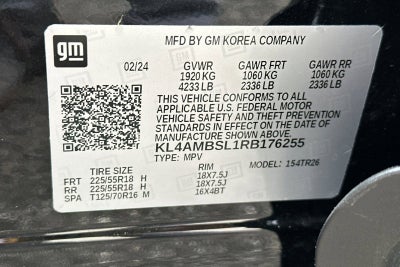 gm
MFD BY GM KOREA COMPANY
02/24 GVWR GAWR FRT GAWR RR
1920 KG 1060 KG 1060 KG
4233 LB 2336 LB 2336 LB
THIS VEHICLE CONFORMS TO ALL
APPLICABLE U.S. FEDERAL MOTOR
VEHICLE SAFETY, BUMPER, AND THEFT
PREVENTION STANDARDS IN EFFECT ON THE DATE OF
MANUFACTURE SHOWN ABOVE.
KL4AMBSL1RB176255
TYPE: MPV MODEL: 154TR26
TIRE SIZE RIM
FRT 225/55R18 H 18X7.5J
RR 225/55R18 H 18X7.5J
SPA T125/70R16 M 16X4BT